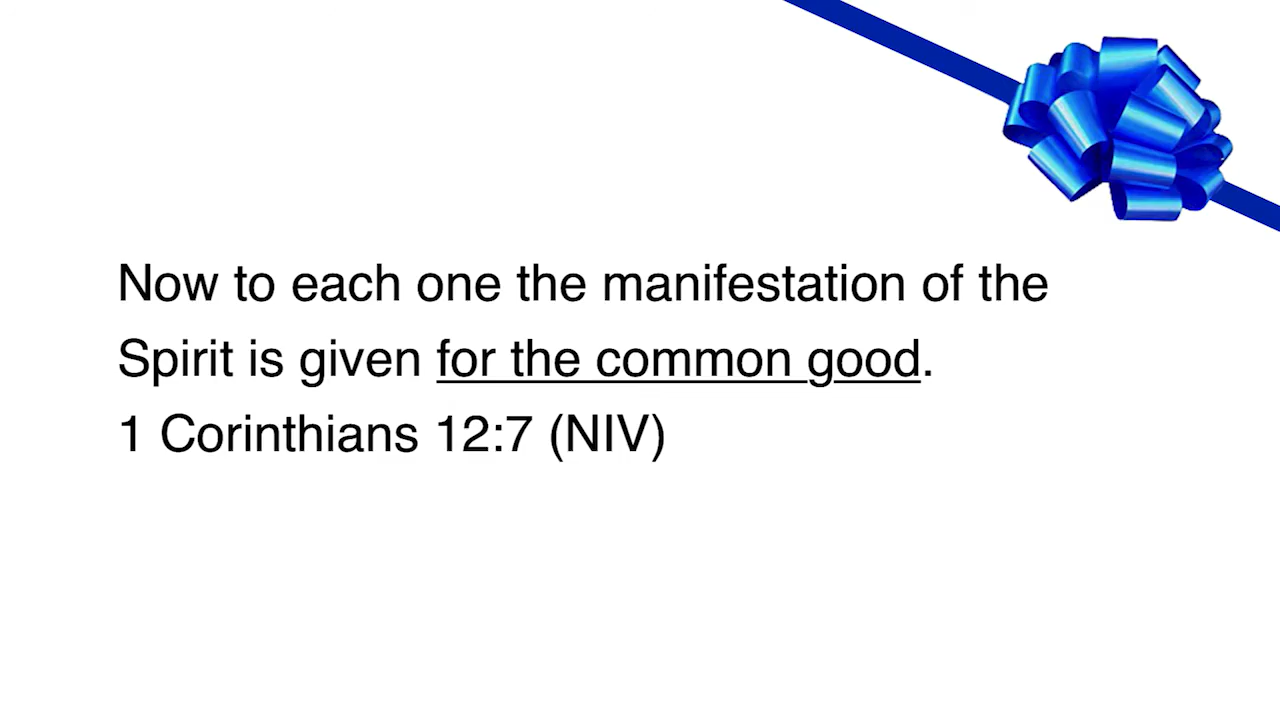 Now to each one the manifestation of the
Spirit is given for the common good.
1 Corinthians 12:7 (NIV)